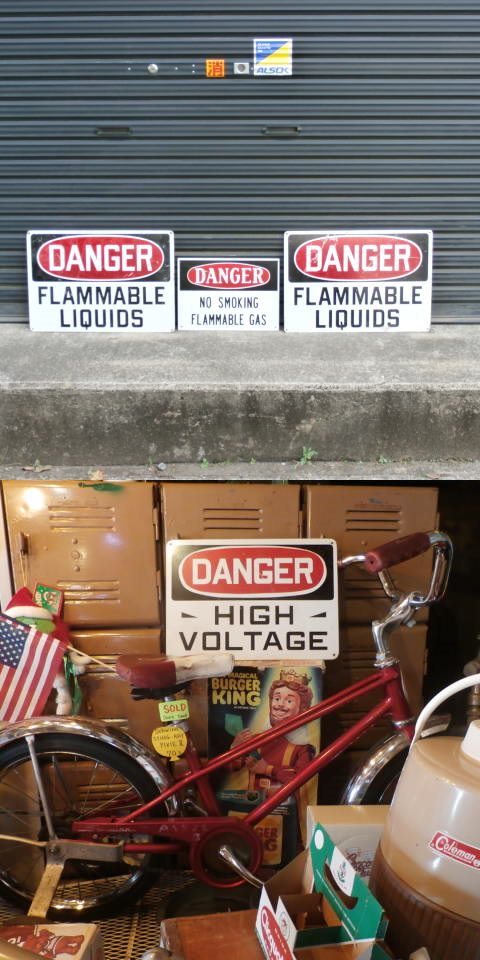 消
ALSOK
DANGER
FLAMMABLE
LIQUIDS
DANGER
NO SMOKING
FLAMMABLE GAS
DANGER
FLAMMABLE
LIQUIDS
DANGER
HIGH
VOLTAGE
MAGICAL
BURGER
KING
SOLD
Coleman